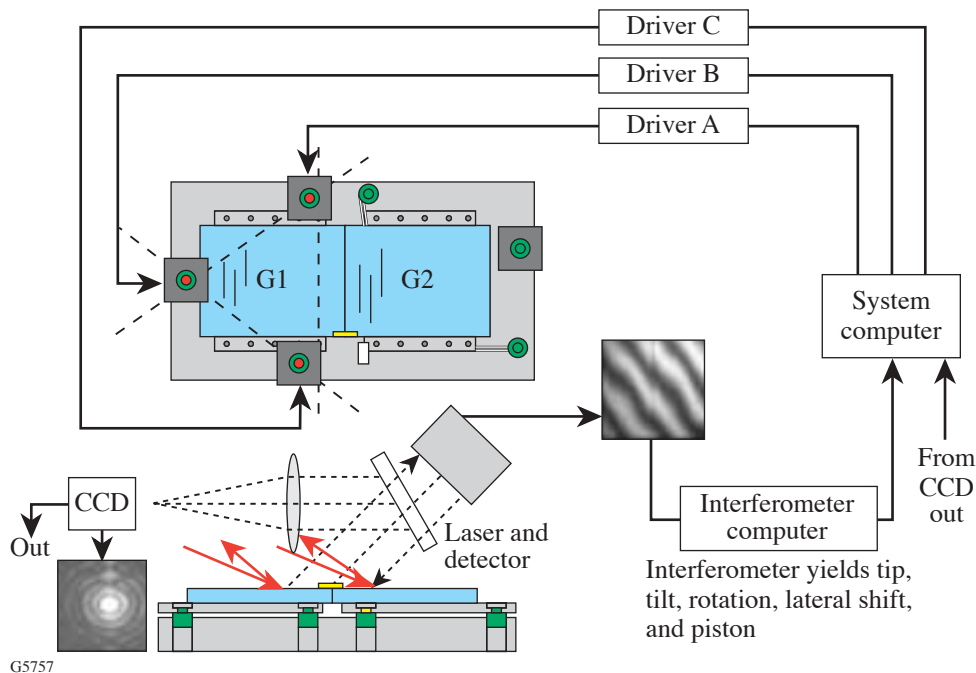 Driver C
Driver B
Driver A
G1
G2
System
computer
From
CCD
out
CCD
Out
Laser and
detector
Interferometer
computer
Interferometer yields tip,
tilt, rotation, lateral shift,
and piston
G5757